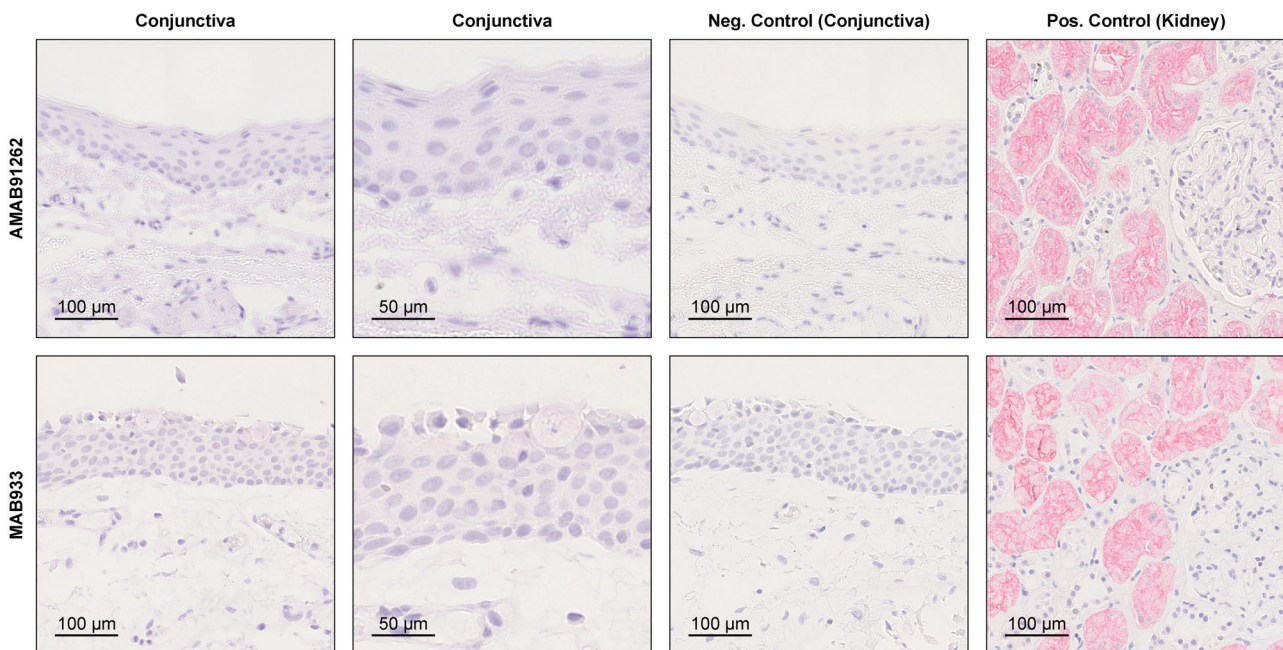 Conjunctiva
Conjunctiva
Neg. Control (Conjunctiva)
Pos. Control (Kidney)
AMAB91262
100 µm
50 µm
100 µm
100 µm
MAB933
100 µm
50 µm
100 µm
100 µm